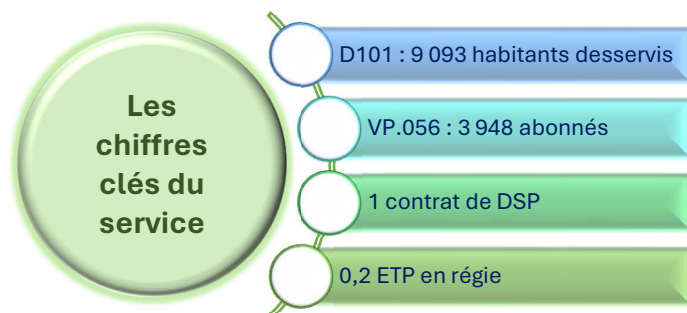 Les
chiffres
clés du
service
D101 : 9 093 habitants desservis
VP.056 : 3 948 abonnés
1 contrat de DSP
0,2 ETP en régie